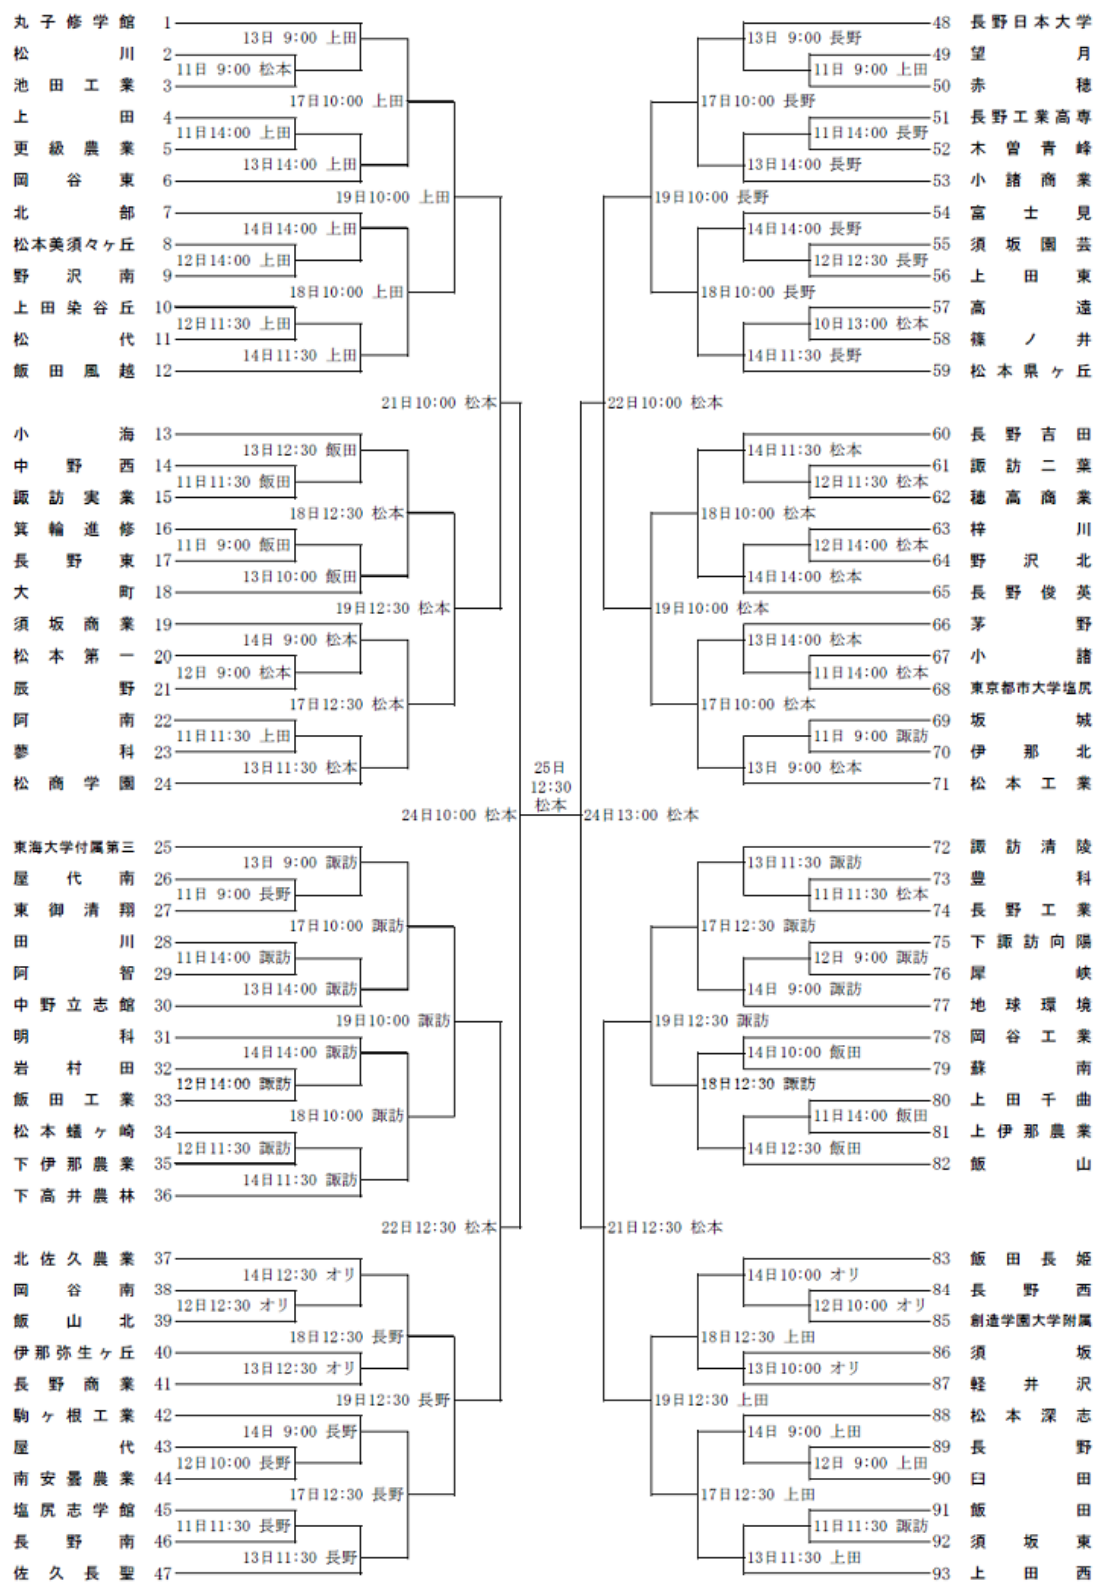 丸子修学館 1
13日 9:00 上田
松川 2
11日 9:00 松本
池田工業 3
17日10:00 上田
上田 4
11日14:00 上田
更級農業 5
13日14:00 上田
岡谷東 6
19日10:00 上田
北部 7
14日14:00 上田
松本美須々ヶ丘 8
12日14:00 上田
野沢南 9
18日10:00 上田
上田染谷丘 10
12日11:30 上田
松代 11
14日11:30 上田
飯田風越 12
21日10:00 松本
小海 13
13日12:30 飯田
中野西 14
11日11:30 飯田
諏訪実業 15
18日12:30 松本
箕輪進修 16
11日 9:00 飯田
長野東 17
13日10:00 飯田
大町 18
19日12:30 松本
須坂商業 19
14日 9:00 松本
松本第一 20
12日 9:00 松本
辰野 21
17日12:30 松本
阿南 22
11日11:30 上田
蓼科 23
13日11:30 松本
松商学園 24
24日10:00 松本
東海大学付属第三 25
13日 9:00 諏訪
屋代南 26
11日 9:00 長野
東御清翔 27
17日10:00 諏訪
田川 28
11日14:00 諏訪
阿智 29
13日14:00 諏訪
中野立志館 30
19日10:00 諏訪
明科 31
14日14:00 諏訪
岩村田 32
12日14:00 諏訪
飯田工業 33
18日10:00 諏訪
松本蟻ヶ崎 34
12日11:30 諏訪
下伊那農業 35
14日11:30 諏訪
下高井農林 36
22日12:30 松本
北佐久農業 37
14日12:30 オリ
岡谷南 38
12日12:30 オリ
飯山北 39
18日12:30 長野
伊那弥生ヶ丘 40
13日12:30 オリ
長野商業 41
19日12:30 長野
駒ヶ根工業 42
14日 9:00 長野
屋代 43
12日10:00 長野
南安曇農業 44
17日12:30 長野
塩尻志学館 45
11日11:30 長野
長野南 46
13日11:30 長野
佐久長聖 47
25日
12:30
松本
48 長野日本大学
13日 9:00 長野
49 望月
11日 9:00 上田
50 赤穂
17日10:00 長野
51 長野工業高専
11日14:00 長野
52 木曽青峰
13日14:00 長野
53 小諸商業
19日10:00 長野
54 富士見
14日14:00 長野
55 須坂園芸
12日12:30 長野
56 上田東
18日10:00 長野
57 高遠
10日13:00 松本
58 篠ノ井
14日11:30 長野
59 松本県ヶ丘
22日10:00 松本
60 長野吉田
14日11:30 松本
61 諏訪二葉
12日11:30 松本
62 穂高商業
18日10:00 松本
63 梓川
12日14:00 松本
64 野沢北
14日14:00 松本
65 長野俊英
19日10:00 松本
66 茅野
13日14:00 松本
67 小諸
11日14:00 松本
68 東京都市大学塩尻
17日10:00 松本
69 坂城
11日 9:00 諏訪
70 伊那北
13日 9:00 松本
71 松本工業
24日13:00 松本
72 諏訪清陵
13日11:30 諏訪
73 豊科
11日11:30 松本
74 長野工業
17日12:30 諏訪
75 下諏訪向陽
12日 9:00 諏訪
76 犀峡
14日 9:00 諏訪
77 地球環境
19日12:30 諏訪
78 岡谷工業
14日10:00 飯田
79 蘇南
18日12:30 諏訪
80 上田千曲
11日14:00 飯田
81 上伊那農業
14日12:30 飯田
82 飯山
21日12:30 松本
83 飯田長姫
14日10:00 オリ
84 長野西
12日10:00 オリ
85 創造学園大学附属
18日12:30 上田
86 須坂
13日10:00 オリ
87 軽井沢
19日12:30 上田
88 松本深志
14日 9:00 上田
89 長野
12日 9:00 上田
90 臼田
17日12:30 上田
91 飯田
11日11:30 諏訪
92 須坂東
13日11:30 上田
93 上田西